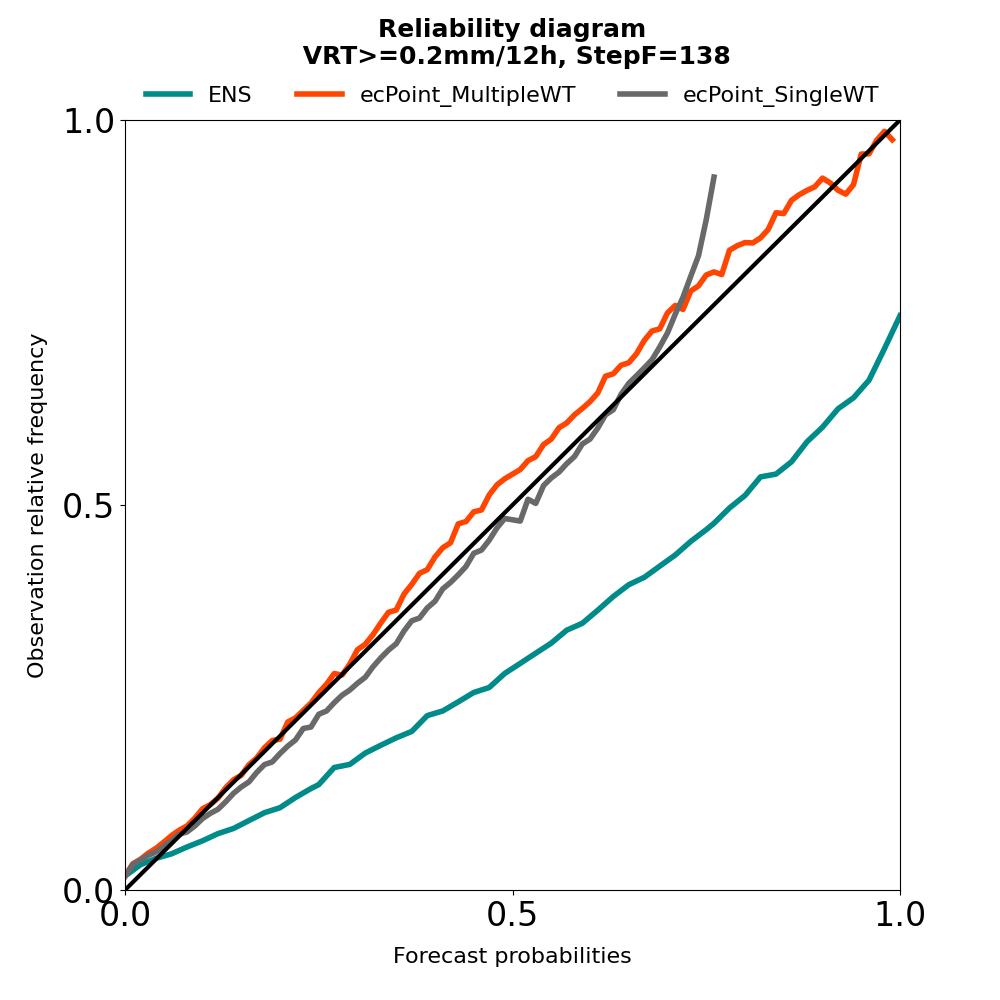 Reliability diagram
VRT>=0.2mm/12h, StepF=138
ENS ecPoint_MultipleWT ecPoint_SingleWT
1.0
0.5
0.0
Observation relative frequency
0.0 0.5 1.0
Forecast probabilities